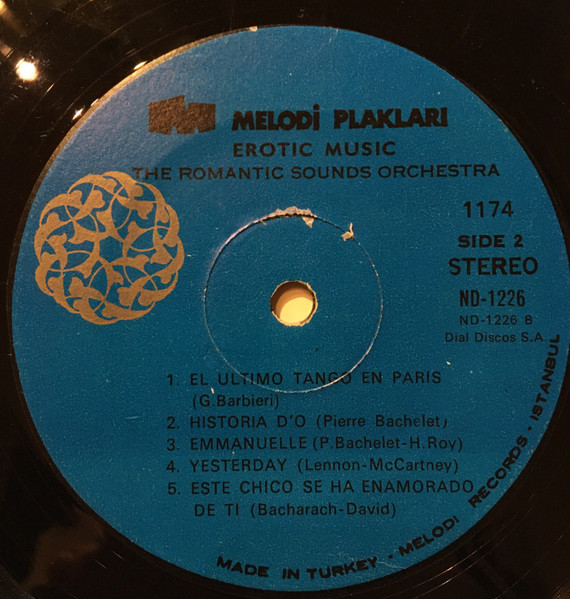 MELODİ PLAKLARI
EROTIC MUSIC
THE ROMANTIC SOUNDS ORCHESTRA
1174
SIDE 2
STEREO
ND-1226
ND-1226 B
Dial Discos S.A.
1. EL ULTIMO TANGO EN PARIS
(G.Barbieri)
2. HISTORIA D'O (Pierre Bachelet)
3. EMMANUELLE (P.Bachelet-H.Roy)
4. YESTERDAY (Lennon-McCartney)
5. ESTE CHICO SE HA ENAMORADO
DE TI (Bacharach-David)
MADE IN TURKEY - MELODI RECORDS - ISTANBUL